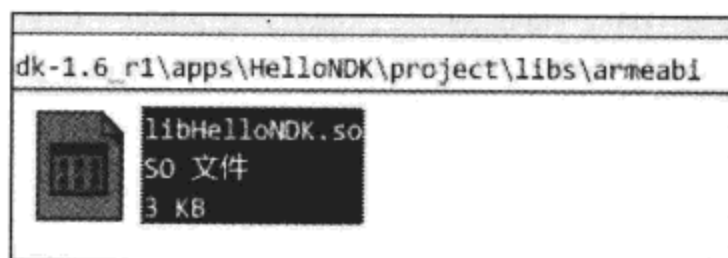 dk-1.6_r1\apps\HelloNDK\project\libs\armeabi
libHelloNDK.so
SO 文件
3 KB